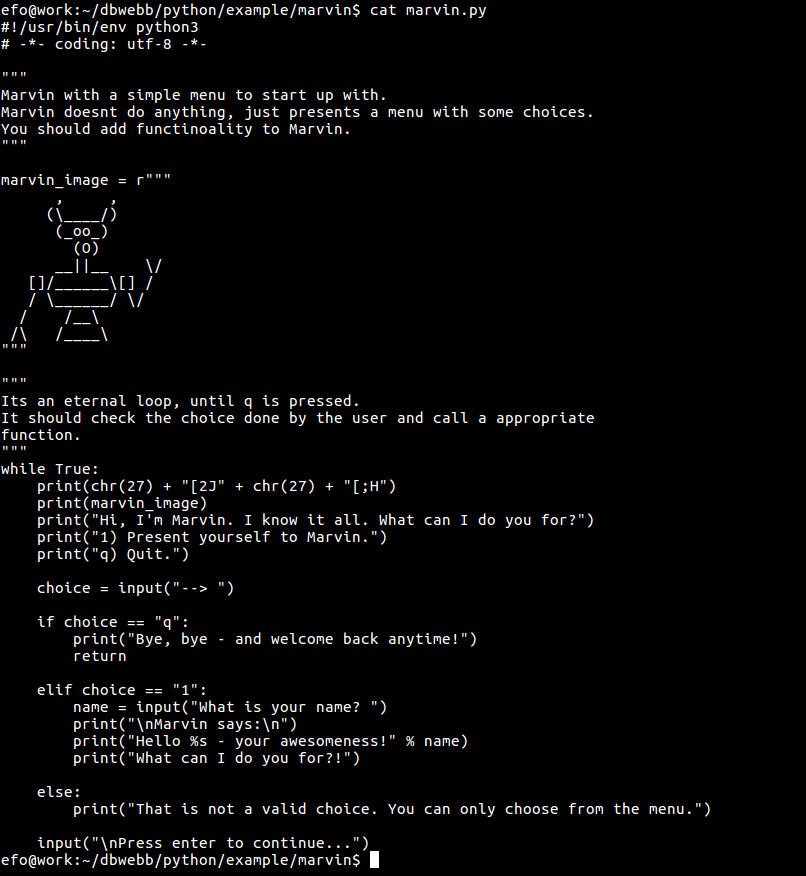 efo@work:~/dbwebb/python/example/marvin$ cat marvin.py
#!/usr/bin/env python3
# -*- coding: utf-8 -*-

"""
Marvin with a simple menu to start up with.
Marvin doesnt do anything, just presents a menu with some choices.
You should add functinoality to Marvin.
"""

marvin_image = r"""
      ,     ,
     (\____/)
      (_oo_)
        (O)
      __||__    \/
   []/______\[] /
   / \______/ \/
  /    /__\
 /\   /____\
"""

"""
Its an eternal loop, until q is pressed.
It should check the choice done by the user and call a appropriate
function.
"""
while True:
    print(chr(27) + "[2J" + chr(27) + "[;H")
    print(marvin_image)
    print("Hi, I'm Marvin. I know it all. What can I do you for?")
    print("1) Present yourself to Marvin.")
    print("q) Quit.")

    choice = input("--> ")

    if choice == "q":
        print("Bye, bye - and welcome back anytime!")
        return

    elif choice == "1":
        name = input("What is your name? ")
        print("\nMarvin says:\n")
        print("Hello %s - your awesomeness!" % name)
        print("What can I do you for?!")

    else:
        print("That is not a valid choice. You can only choose from the menu.")

    input("\nPress enter to continue...")
efo@work:~/dbwebb/python/example/marvin$